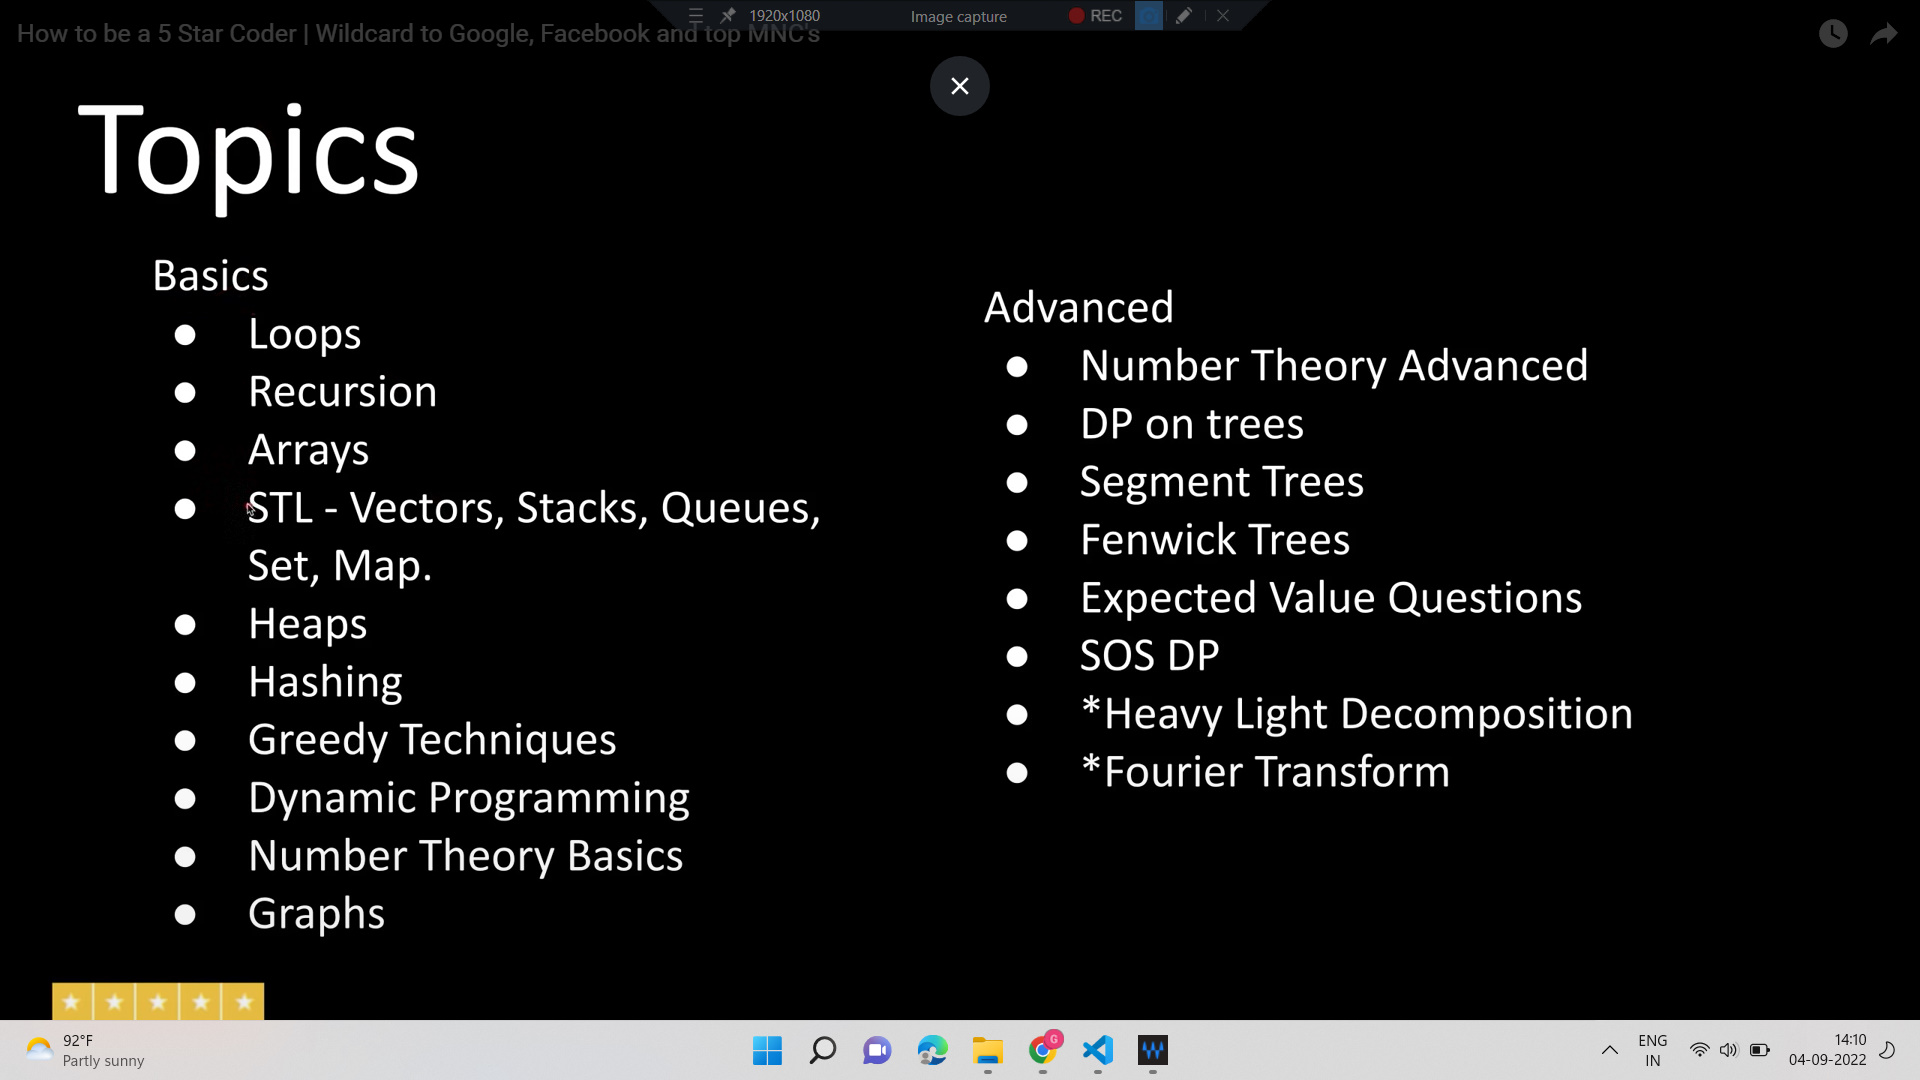 1920x1080 Image capture REC
How to be a 5 Star Coder | Wildcard to Google, Facebook and top MNC's
Topics
Basics
● Loops
● Recursion
● Arrays
● STL - Vectors, Stacks, Queues,
Set, Map.
● Heaps
● Hashing
● Greedy Techniques
● Dynamic Programming
● Number Theory Basics
● Graphs
Advanced
● Number Theory Advanced
● DP on trees
● Segment Trees
● Fenwick Trees
● Expected Value Questions
● SOS DP
● *Heavy Light Decomposition
● *Fourier Transform
92°F
Partly sunny
G
ENG
IN
14:10
04-09-2022